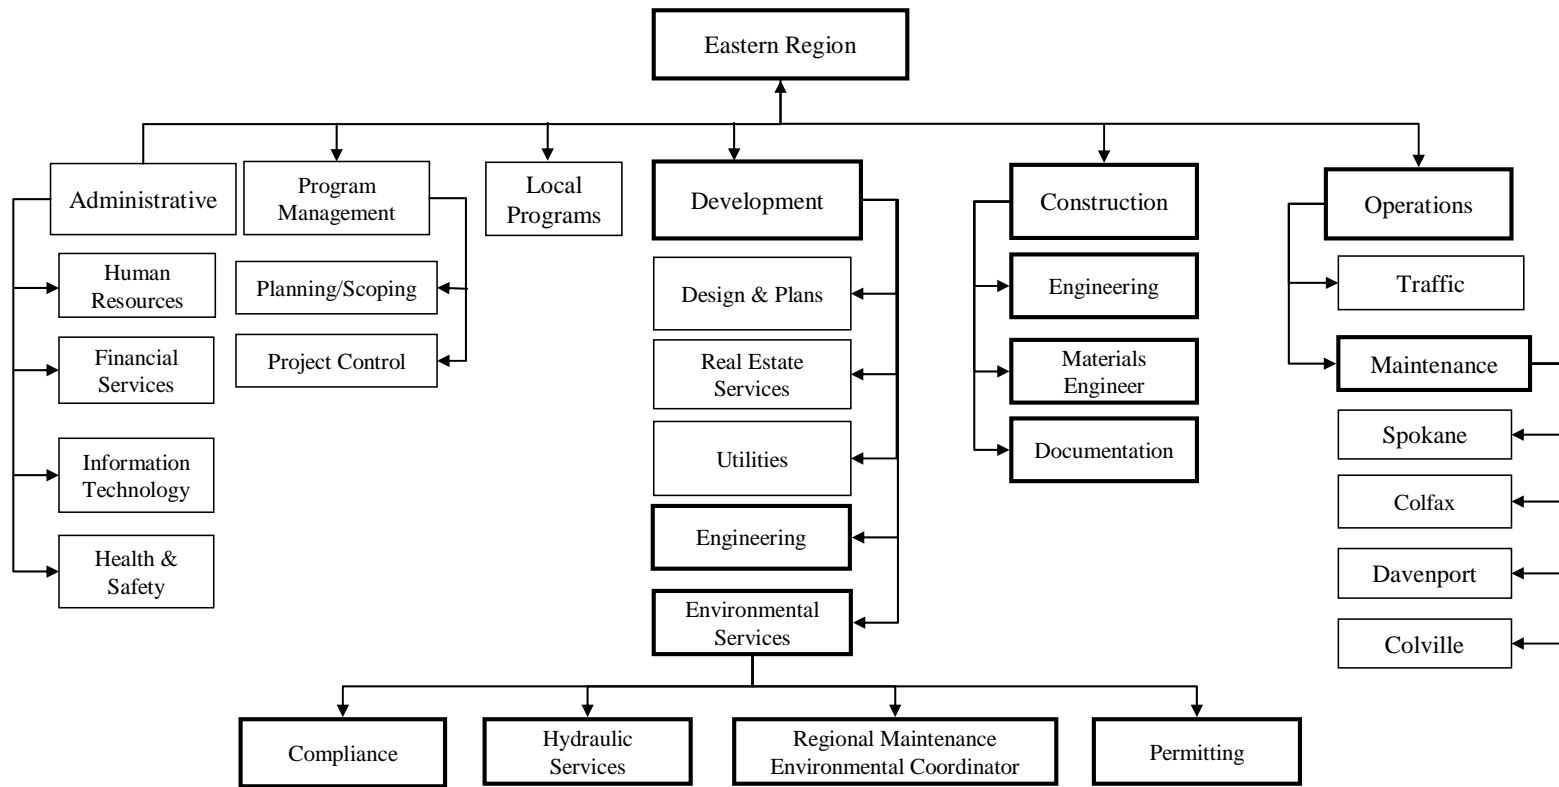 Eastern Region
Administrative
Program
Management
Local
Programs
Development
Construction
Operations
Human
Resources
Financial
Services
Information
Technology
Health &
Safety
Planning/Scoping
Project Control
Design & Plans
Real Estate
Services
Utilities
Engineering
Environmental
Services
Engineering
Materials
Engineer
Documentation
Traffic
Maintenance
Spokane
Colfax
Davenport
Colville
Compliance
Hydraulic
Services
Regional Maintenance
Environmental Coordinator
Permitting